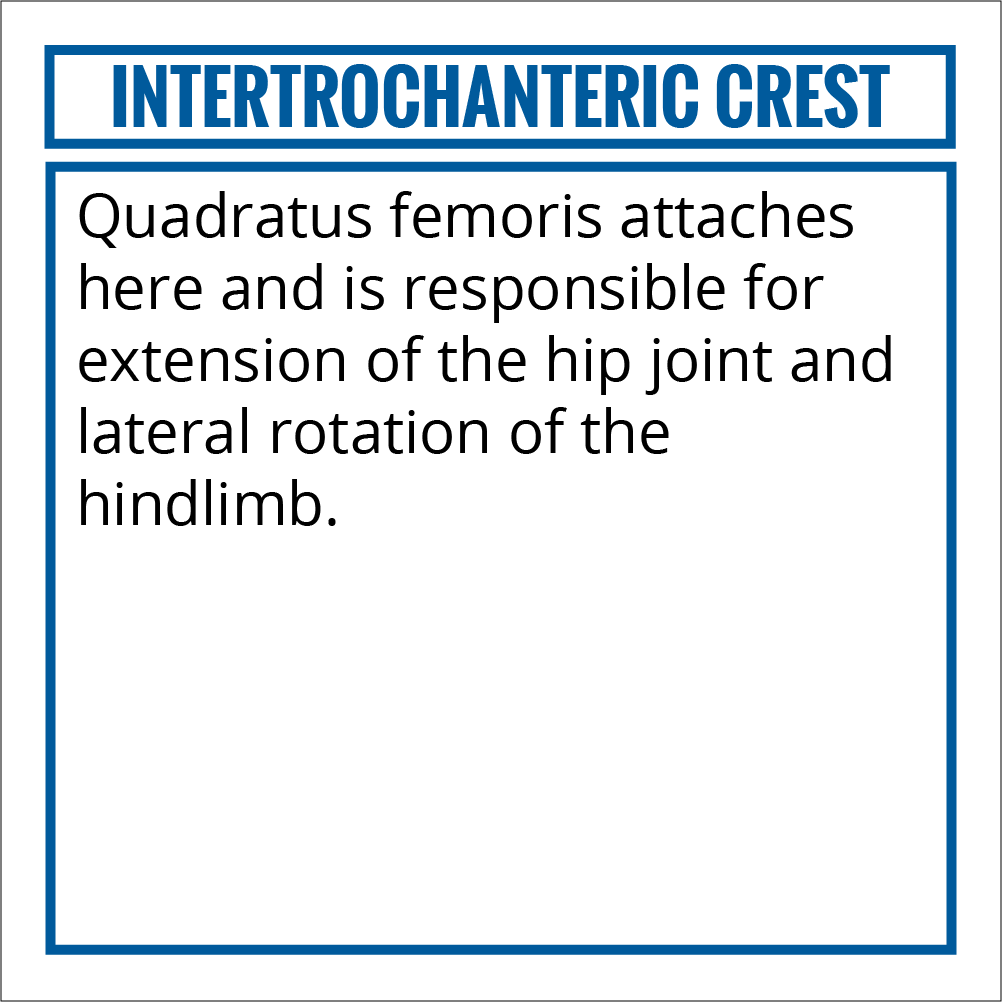 INTERTROCHANTERIC CREST
Quadratus femoris attaches
here and is responsible for
extension of the hip joint and
lateral rotation of the
hindlimb.